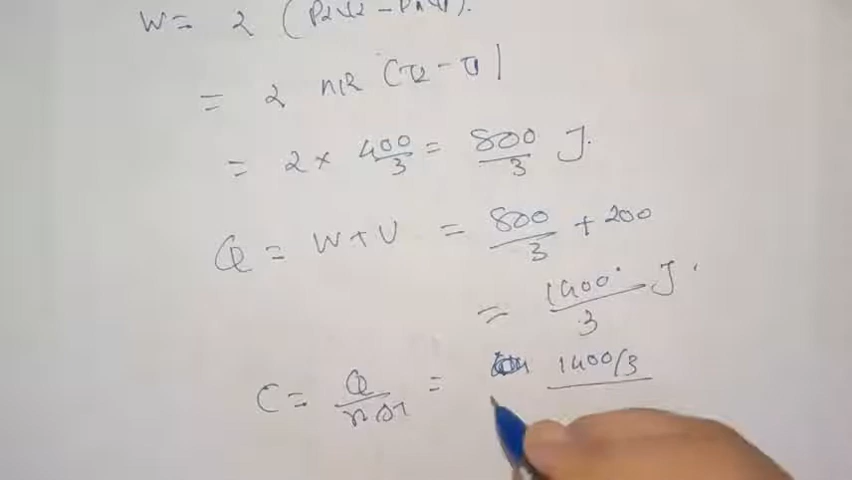 W = 2 (P2V2 - P1V1).
= 2 nR (T2 - T1)
= 2 × 400/3 = 800/3 J.
Q = W + U = 800/3 + 200
= 1400/3 J.
C = Q/nΔT = 1400/3